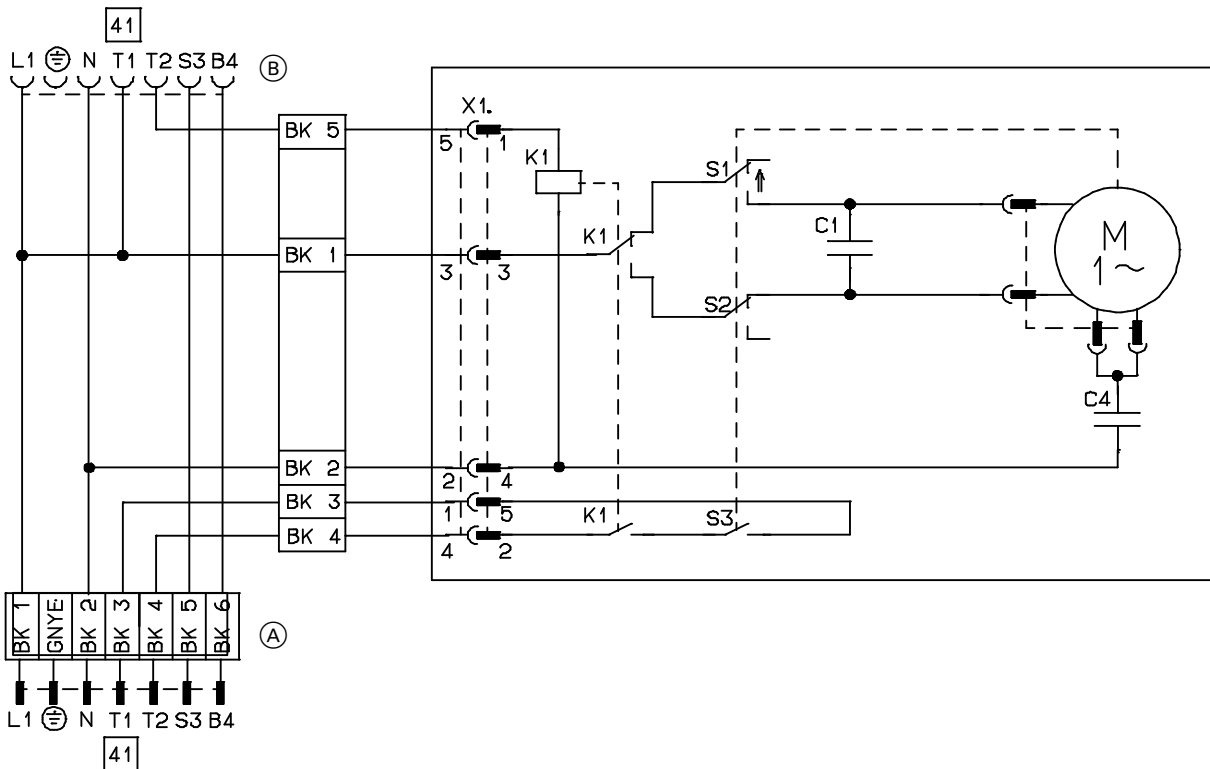 41
L1 N T1 T2 S3 B4 B
BK 5
X1.
5 1
K1
S1
BK 1
3 3
K1
C1
M
1~
S2
C4
BK 2
2 4
BK 3
1 5
BK 4
4 2
K1
S3
BK 1 GNYE BK 2 BK 3 BK 4 BK 5 BK 6 A
L1 N T1 T2 S3 B4
41